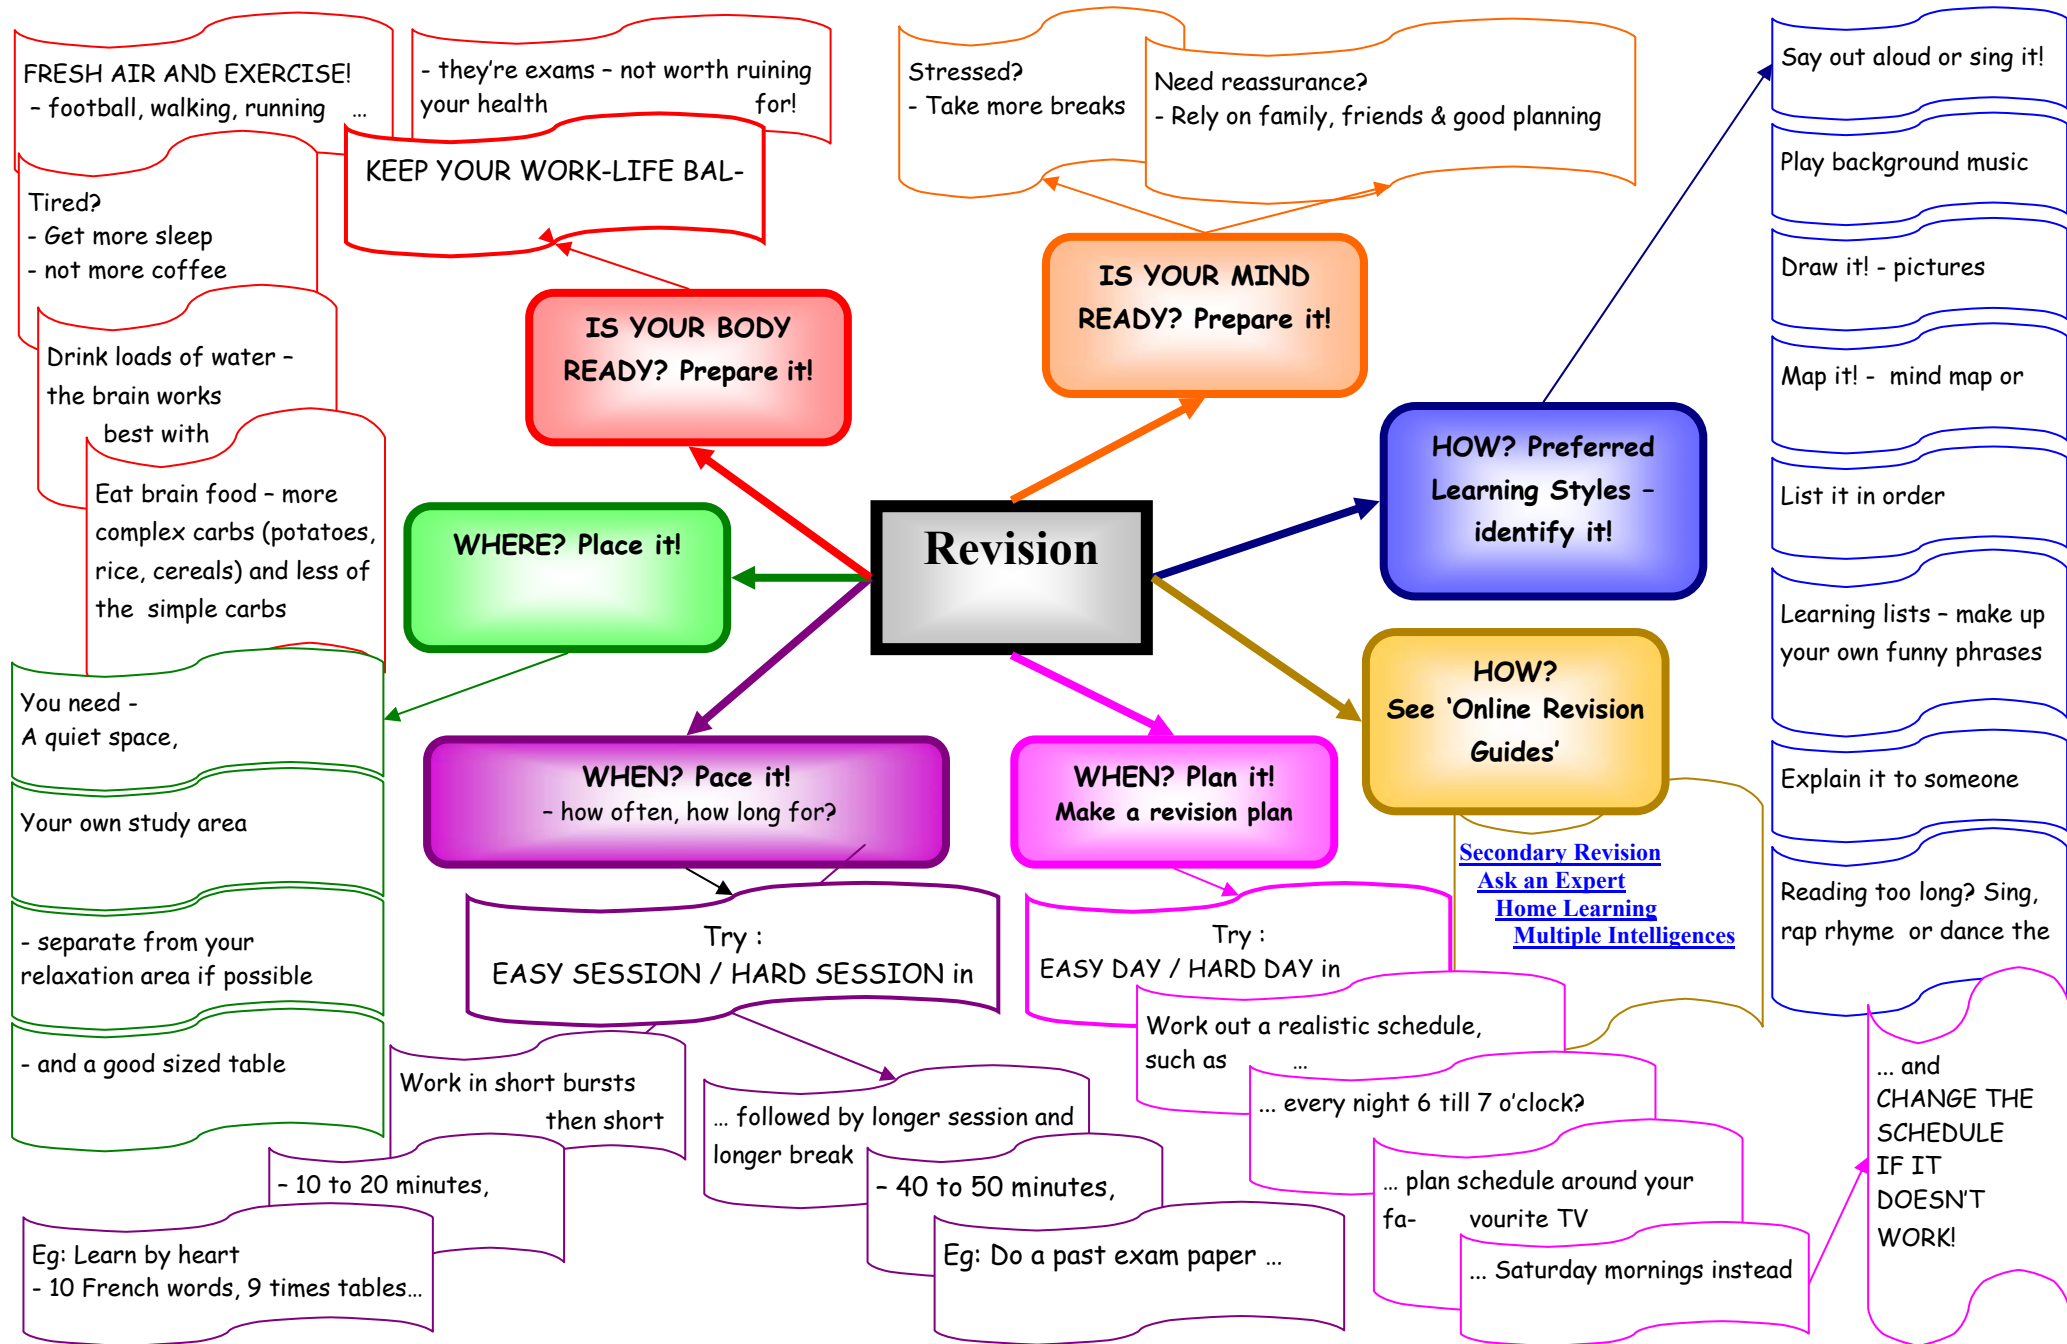 FRESH AIR AND EXERCISE!
– football, walking, running ...
- they're exams – not worth ruining
your health for!
KEEP YOUR WORK-LIFE BAL-
Tired?
- Get more sleep
- not more coffee
Drink loads of water –
the brain works
best with
Eat brain food – more
complex carbs (potatoes,
rice, cereals) and less of
the simple carbs
IS YOUR BODY
READY? Prepare it!
Stressed?
- Take more breaks
Need reassurance?
- Rely on family, friends & good planning
IS YOUR MIND
READY? Prepare it!
HOW? Preferred
Learning Styles –
identify it!
Say out aloud or sing it!
Play background music
Draw it! - pictures
Map it! - mind map or
List it in order
Learning lists – make up
your own funny phrases
Explain it to someone
Reading too long? Sing,
rap rhyme or dance the
Revision
WHERE? Place it!
You need -
A quiet space,
Your own study area
- separate from your
relaxation area if possible
- and a good sized table
HOW?
See ‘Online Revision
Guides’
Secondary Revision
Ask an Expert
Home Learning
Multiple Intelligences
WHEN? Pace it!
– how often, how long for?
Try :
EASY SESSION / HARD SESSION in
Work in short bursts
then short
– 10 to 20 minutes,
Eg: Learn by heart
- 10 French words, 9 times tables...
... followed by longer session and
longer break
– 40 to 50 minutes,
Eg: Do a past exam paper ...
WHEN? Plan it!
Make a revision plan
Try :
EASY DAY / HARD DAY in
Work out a realistic schedule,
such as ...
... every night 6 till 7 o'clock?
... plan schedule around your
fa- vourite TV
... Saturday mornings instead
... and
CHANGE THE
SCHEDULE
IF IT
DOESN'T
WORK!